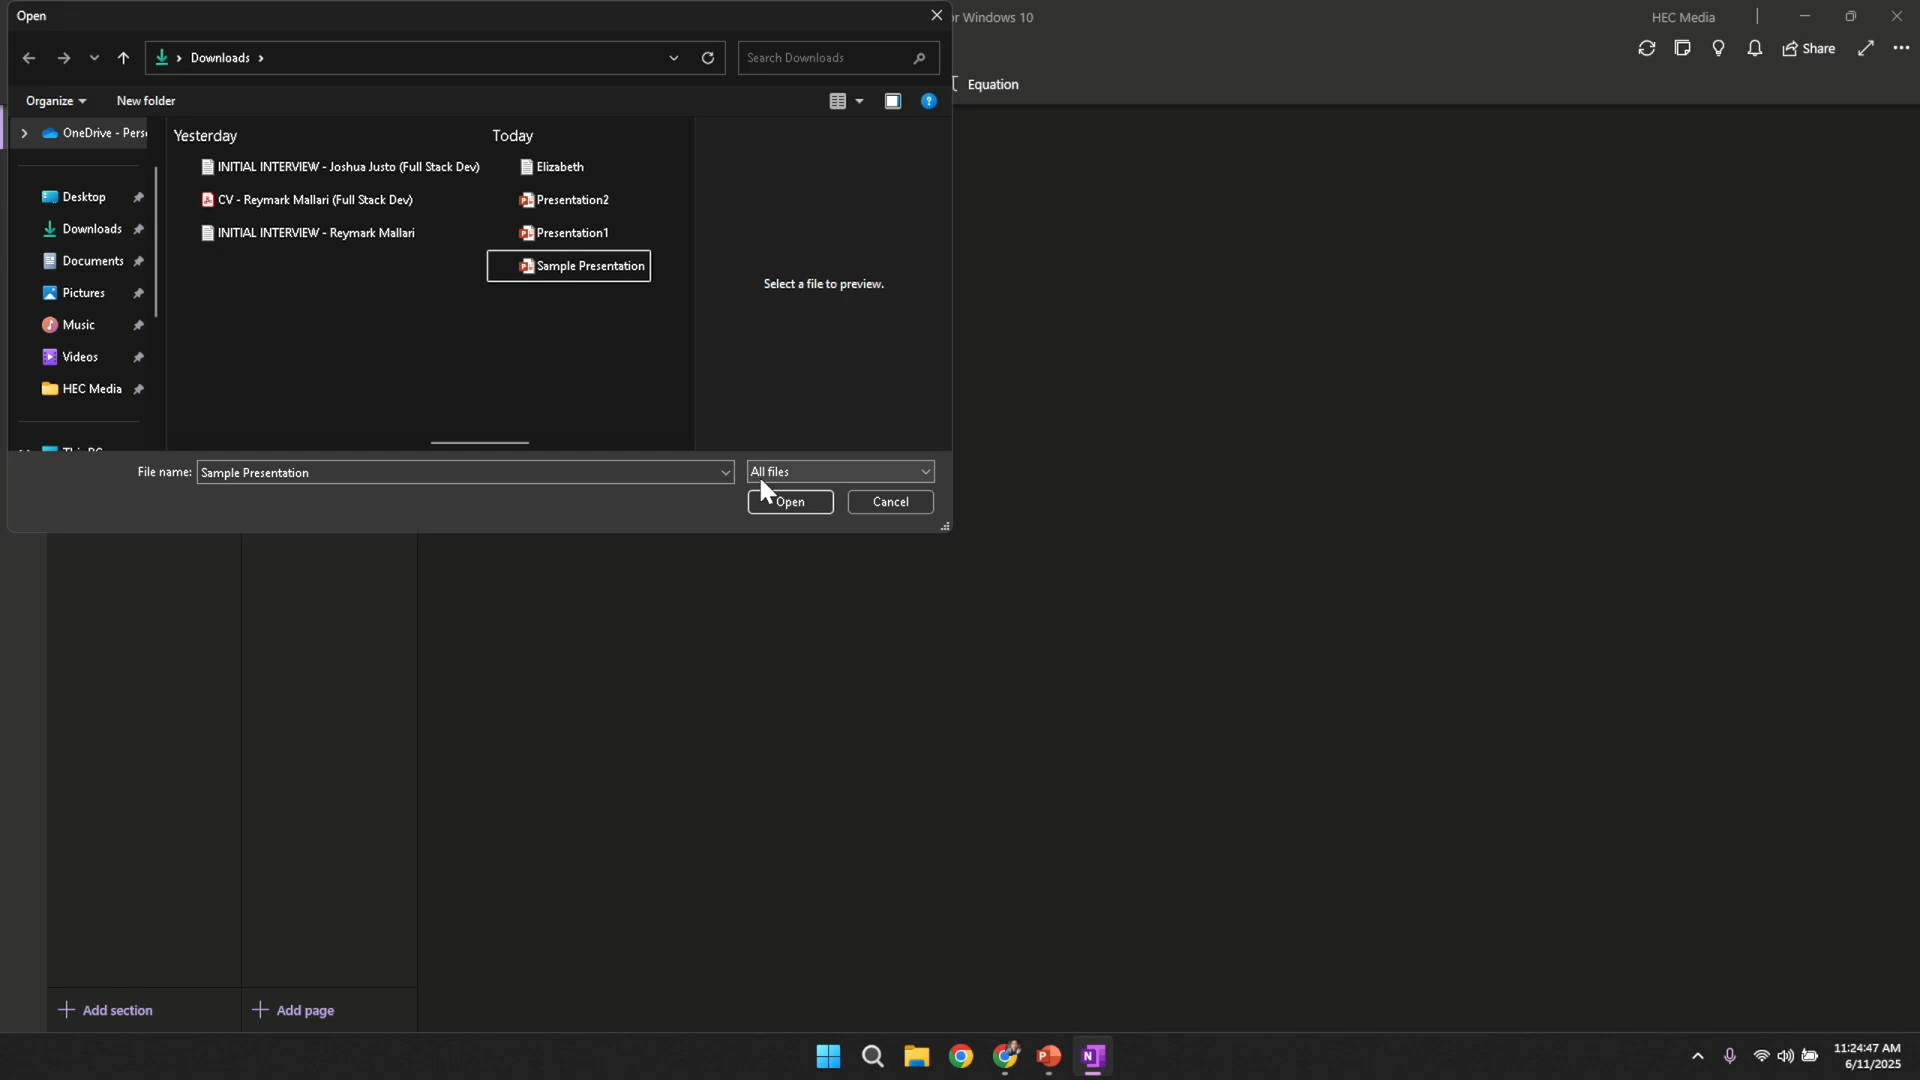 Open
r Windows 10
HEC Media
Downloads
Search Downloads
Share
Organize
New folder
Equation
OneDrive - Pers
Yesterday
Today
INITIAL INTERVIEW - Joshua Justo (Full Stack Dev)
Elizabeth
CV - Reymark Mallari (Full Stack Dev)
Presentation2
INITIAL INTERVIEW - Reymark Mallari
Presentation1
Sample Presentation
Desktop
Downloads
Documents
Pictures
Music
Videos
HEC Media
Select a file to preview.
This PC
File name:
Sample Presentation
All files
Open
Cancel
Add section
Add page
11:24:47 AM
6/11/2025